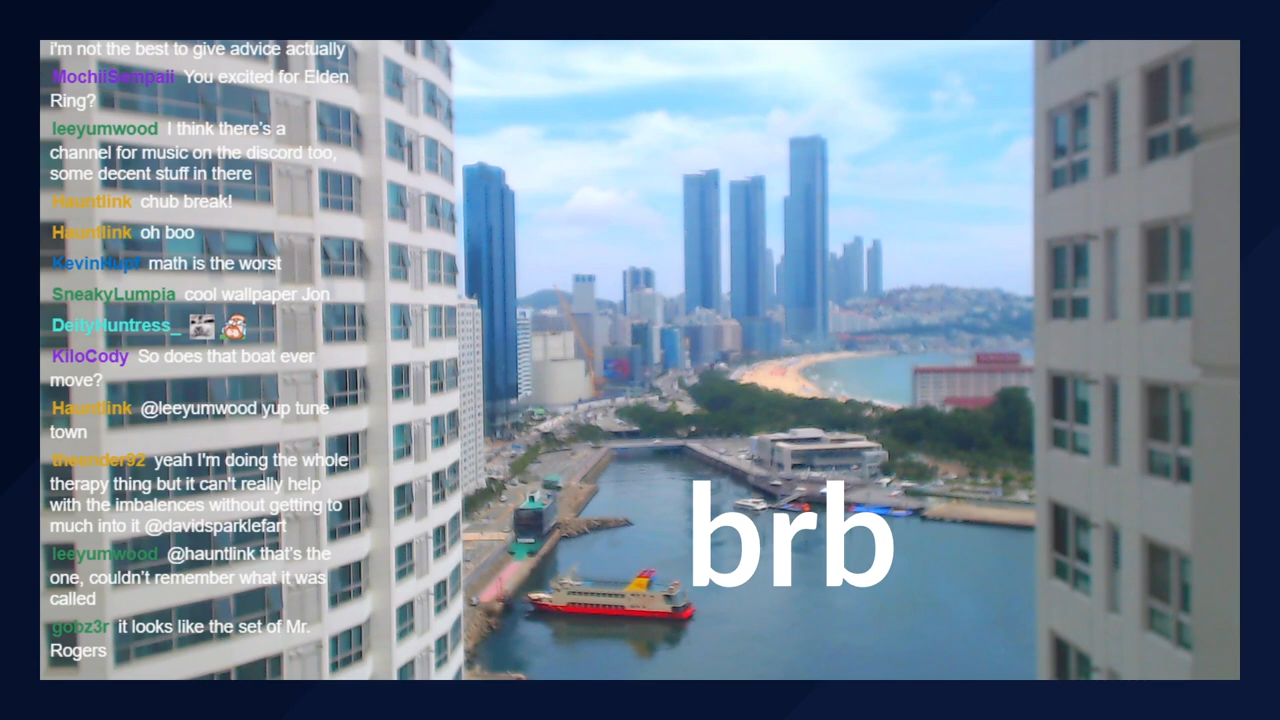 i'm not the best to give advice actually
MochiiSempaii You excited for Elden
Ring?
leeyumwood I think there's a
channel for music on the discord too,
some decent stuff in there
Hauntlink chub break!
Hauntlink oh boo
KevinHupf math is the worst
SneakyLumpia cool wallpaper Jon
DeityHuntress_
KiloCody So does that boat ever
move?
Hauntlink @leeyumwood yup tune
town
theander92 yeah I'm doing the whole
therapy thing but it can't really help
with the imbalences without getting to
much into it @davidsparklefart
leeyumwood @hauntlink that's the
one, couldn't remember what it was
called
gobz3r it looks like the set of Mr.
Rogers
brb